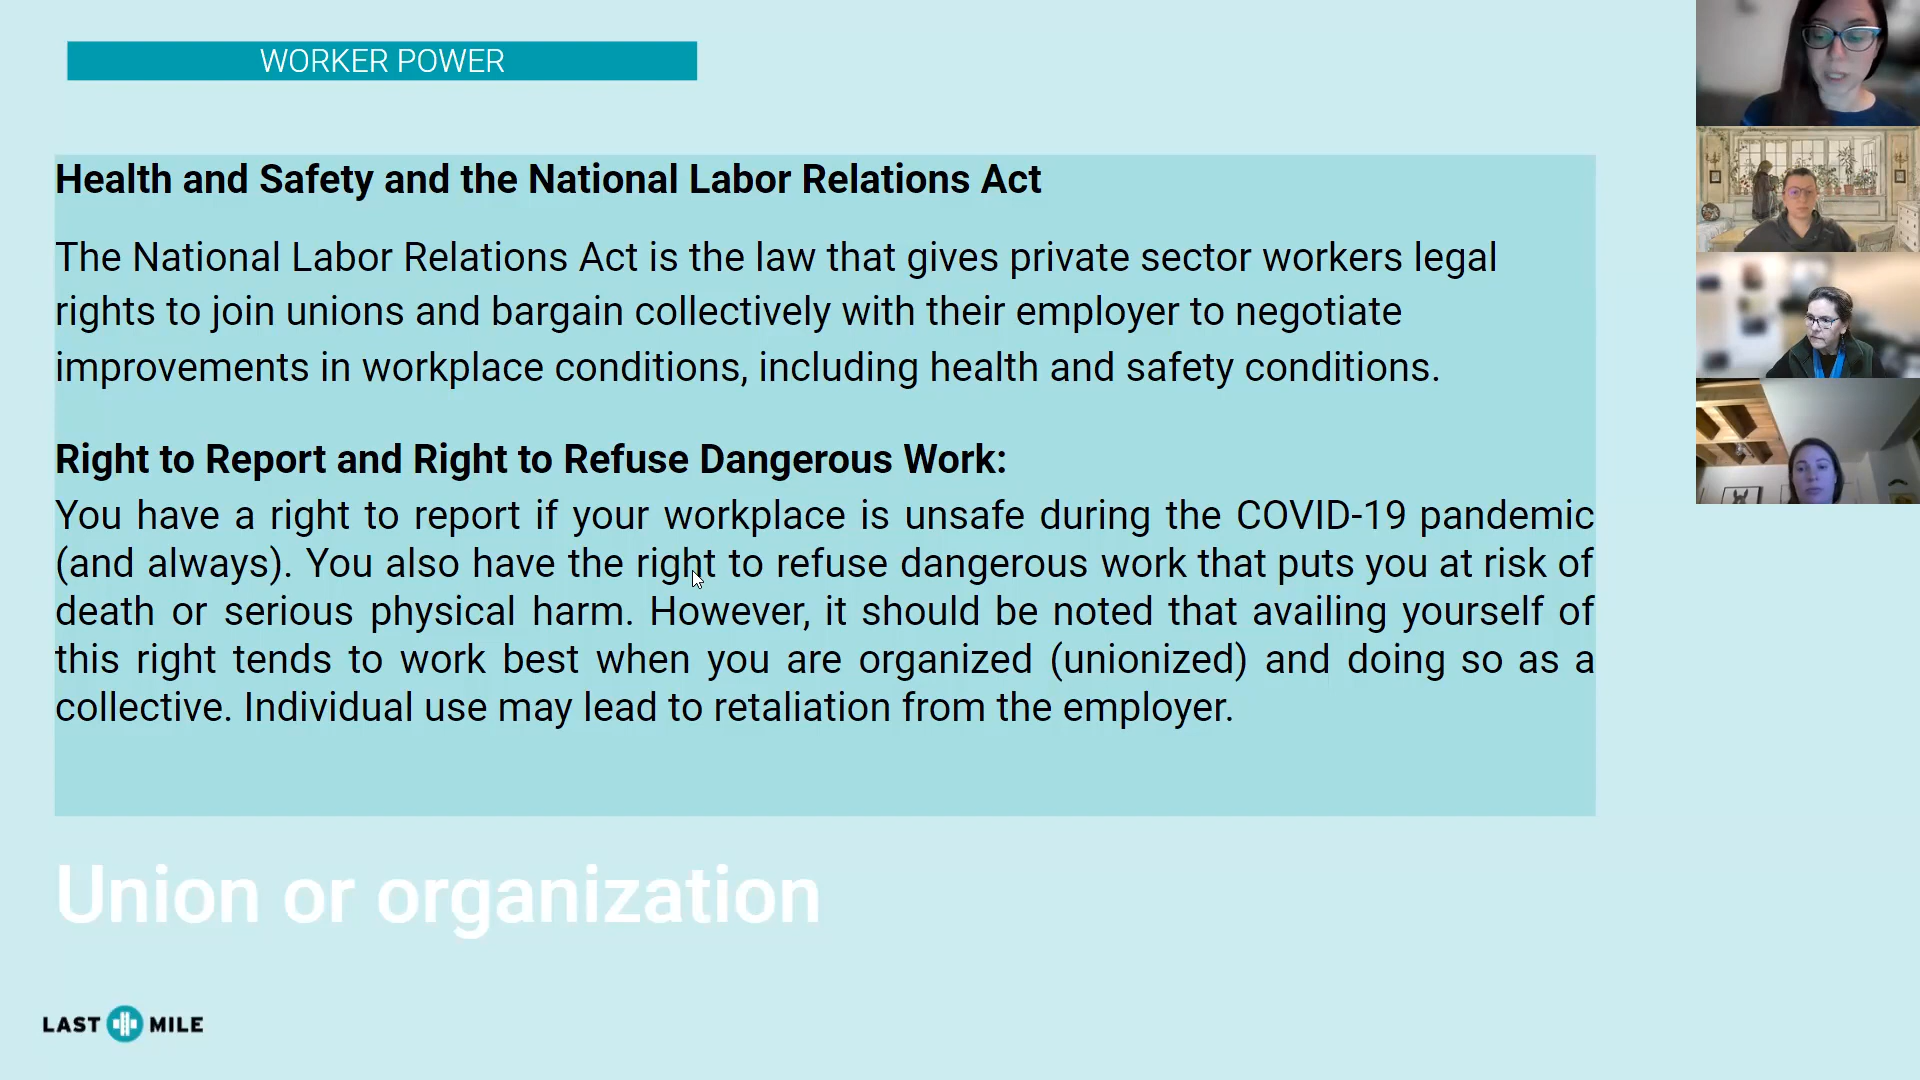 WORKER POWER
Health and Safety and the National Labor Relations Act
The National Labor Relations Act is the law that gives private sector workers legal
rights to join unions and bargain collectively with their employer to negotiate
improvements in workplace conditions, including health and safety conditions.
Right to Report and Right to Refuse Dangerous Work:
You have a right to report if your workplace is unsafe during the COVID-19 pandemic
(and always). You also have the right to refuse dangerous work that puts you at risk of
death or serious physical harm. However, it should be noted that availing yourself of
this right tends to work best when you are organized (unionized) and doing so as a
collective. Individual use may lead to retaliation from the employer.
Union or organization
LAST MILE